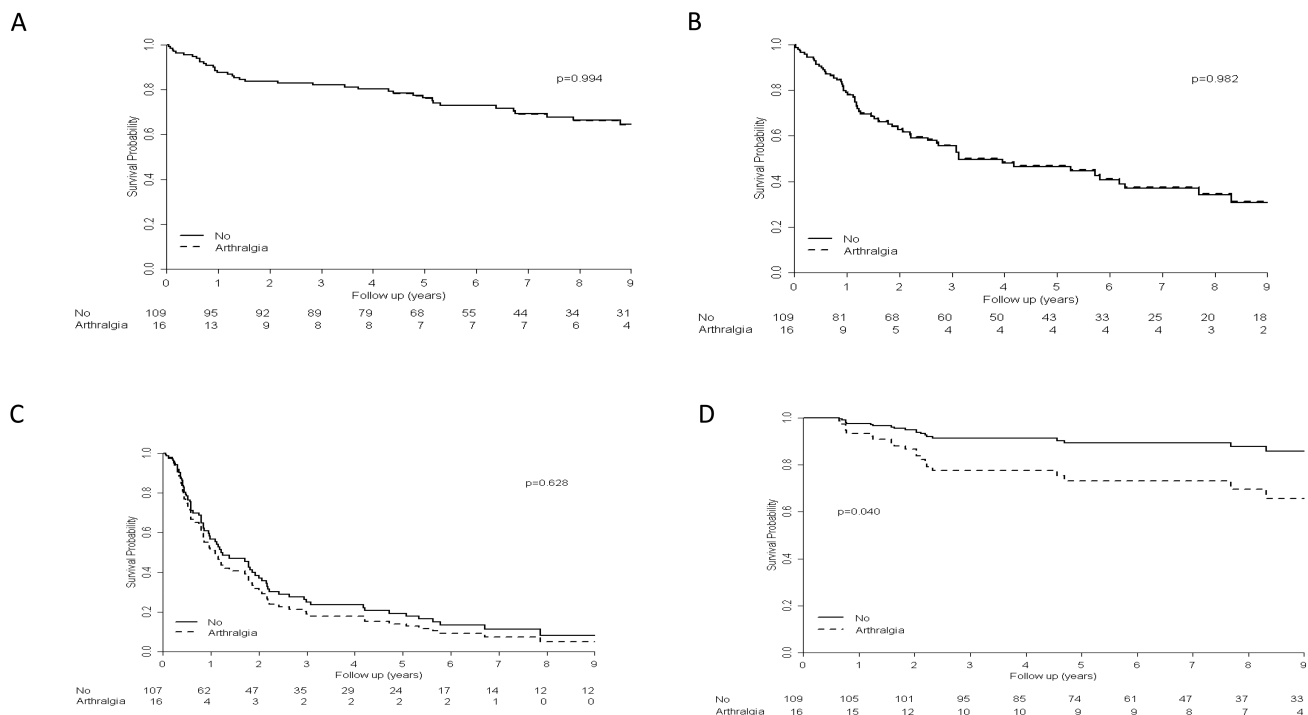 A
1.0
0.8
0.6
0.4
0.2
0.0
Survival Probability
p=0.994
No
Arthralgia
0 1 2 3 4 5 6 7 8 9
Follow up (years)
No 109 95 92 89 79 68 55 44 34 31
Arthralgia 16 13 9 8 8 7 7 7 6 4
B
1.0
0.8
0.6
0.4
0.2
0.0
Survival Probability
p=0.982
No
Arthralgia
0 1 2 3 4 5 6 7 8 9
Follow up (years)
No 109 81 68 60 50 43 33 25 20 18
Arthralgia 16 9 5 4 4 4 4 4 3 2
C
1.0
0.8
0.6
0.4
0.2
0.0
Survival Probability
p=0.628
No
Arthralgia
0 1 2 3 4 5 6 7 8 9
Follow up (years)
No 107 62 47 35 29 24 17 14 12 12
Arthralgia 16 4 3 2 2 2 2 1 0 0
D
1.0
0.8
0.6
0.4
0.2
0.0
Survival Probability
p=0.040
No
Arthralgia
0 1 2 3 4 5 6 7 8 9
Follow up (years)
No 109 105 101 95 85 74 61 47 37 33
Arthralgia 16 15 12 10 10 9 9 8 7 4